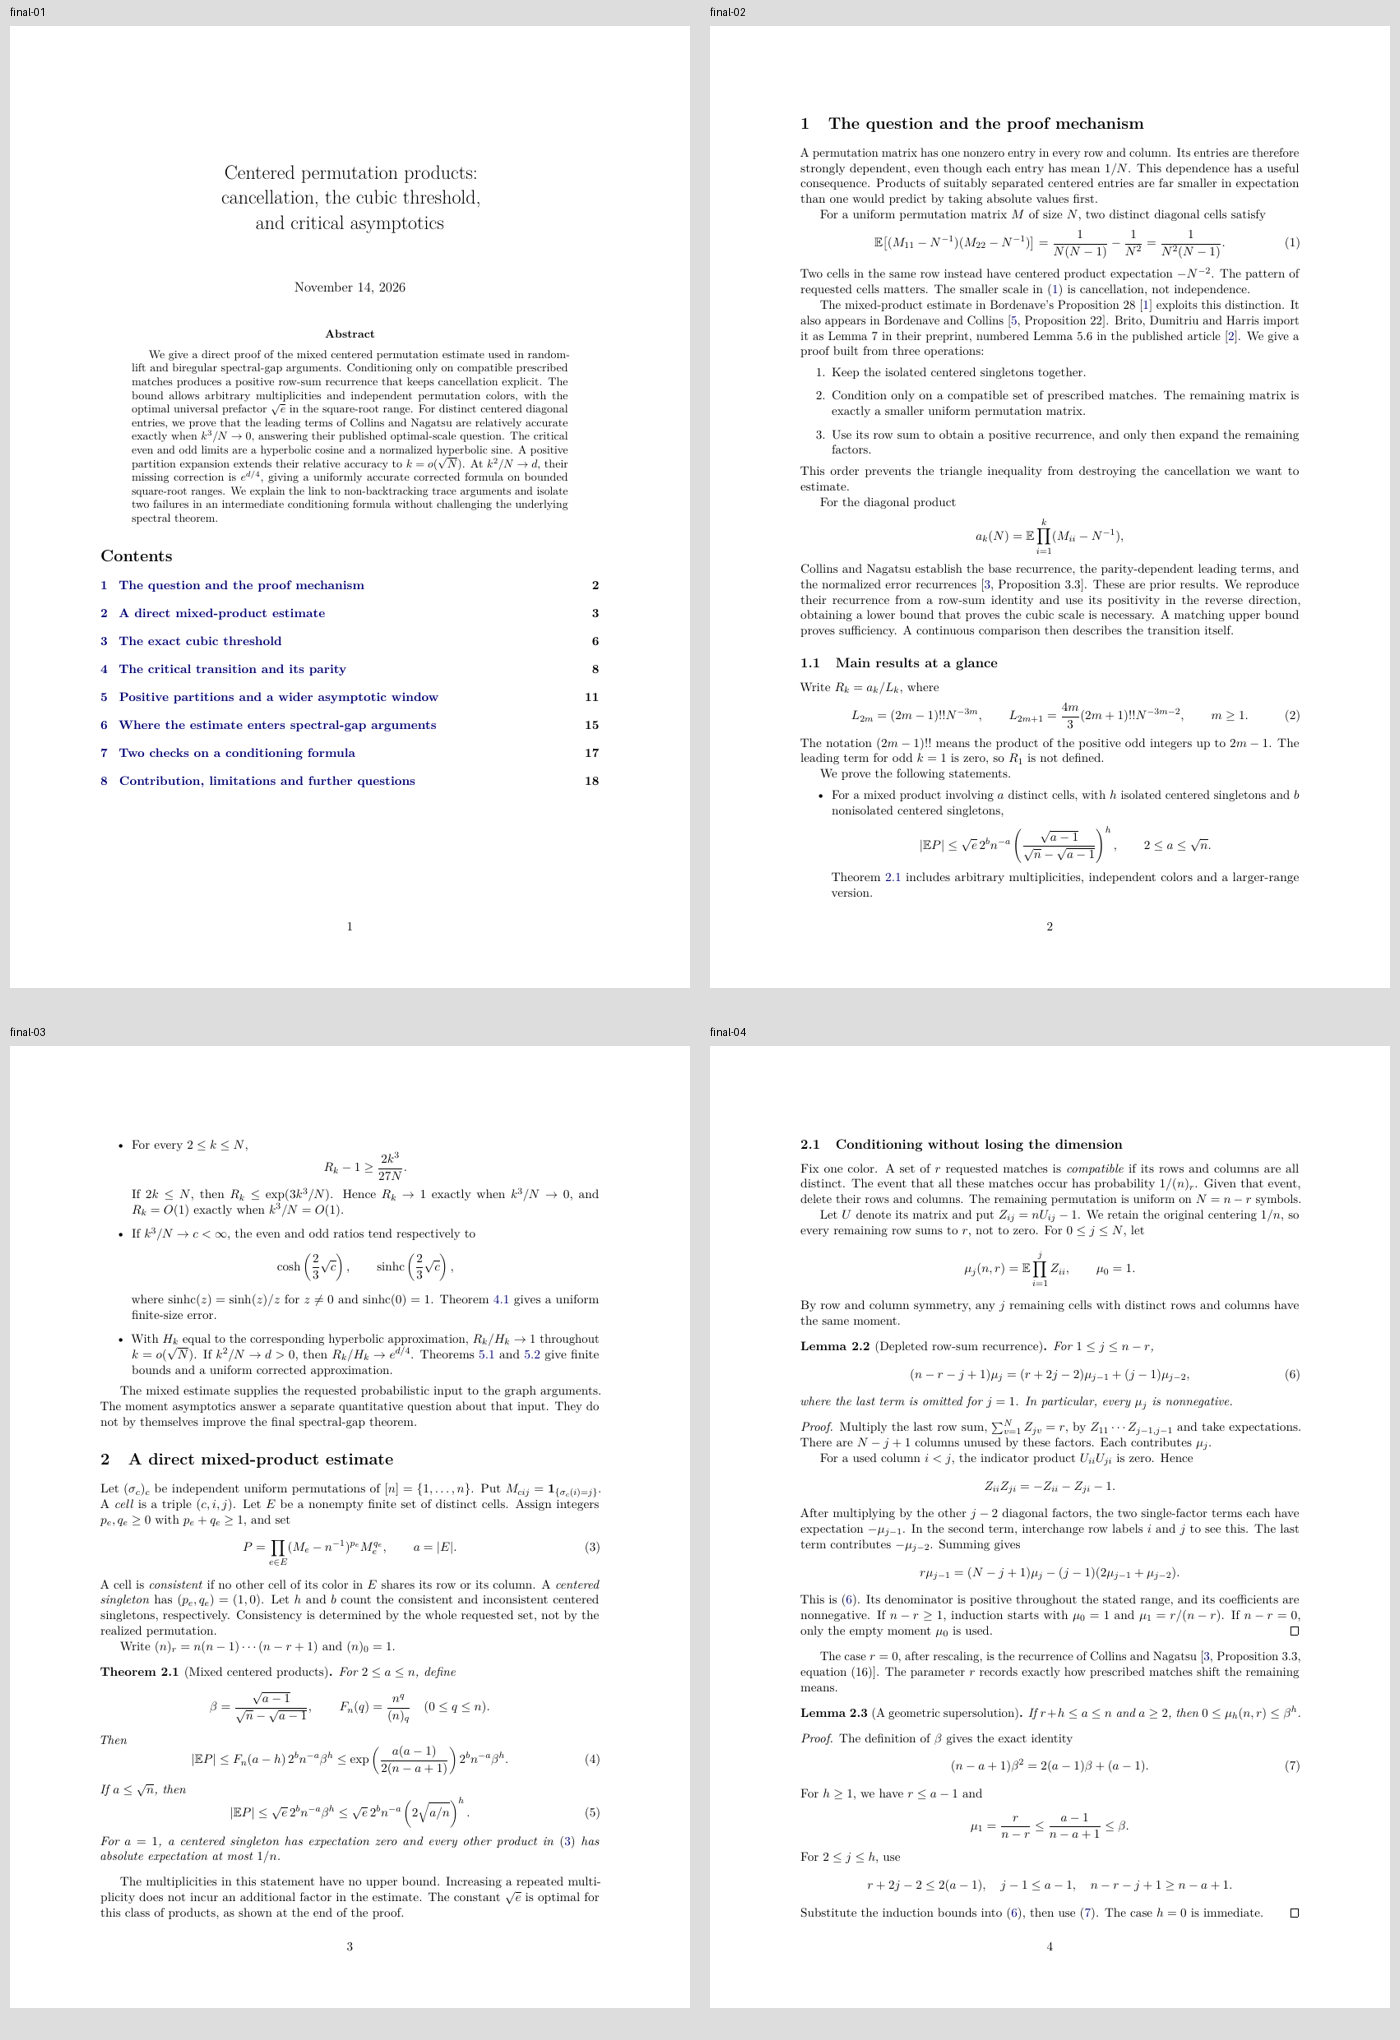 final-01
Centered permutation products:
cancellation, the cubic threshold,
and critical asymptotics
November 14, 2026
Abstract
We give a direct proof of the mixed centered permutation estimate used in random-
lift and biregular spectral-gap arguments. Conditioning only on compatible prescribed
matches produces a positive row-sum recurrence that keeps cancellation explicit. The
bound allows arbitrary multiplicities and independent permutation colors, with the
optimal universal prefactor √e in the square-root range. For distinct centered diagonal
entries, we prove that the leading terms of Collins and Nagatsu are relatively accurate
exactly when k³/N → 0, answering their published optimal-scale question. The critical
even and odd limits are a hyperbolic cosine and a normalized hyperbolic sine. A positive
partition expansion extends their relative accuracy to k = o(√N). At k²/N → d, their
missing correction is e^{d/4}, giving a uniformly accurate corrected formula on bounded
square-root ranges. We explain the link to non-backtracking trace arguments and isolate
two failures in an intermediate conditioning formula without challenging the underlying
spectral theorem.
Contents
1 The question and the proof mechanism 2
2 A direct mixed-product estimate 3
3 The exact cubic threshold 6
4 The critical transition and its parity 8
5 Positive partitions and a wider asymptotic window 11
6 Where the estimate enters spectral-gap arguments 15
7 Two checks on a conditioning formula 17
8 Contribution, limitations and further questions 18
1
final-02
1 The question and the proof mechanism
A permutation matrix has one nonzero entry in every row and column. Its entries are therefore
strongly dependent, even though each entry has mean 1/N. This dependence has a useful
consequence. Products of suitably separated centered entries are far smaller in expectation
than one would predict by taking absolute values first.
For a uniform permutation matrix M of size N, two distinct diagonal cells satisfy
𝔼[(M₁₁ − N⁻¹)(M₂₂ − N⁻¹)] = 1/(N(N − 1)) − 1/N² = 1/(N²(N − 1)). (1)
Two cells in the same row instead have centered product expectation −N⁻². The pattern of
requested cells matters. The smaller scale in (1) is cancellation, not independence.
The mixed-product estimate in Bordenave's Proposition 28 [1] exploits this distinction. It
also appears in Bordenave and Collins [5, Proposition 22]. Brito, Dumitriu and Harris import
it as Lemma 7 in their preprint, numbered Lemma 5.6 in the published article [2]. We give a
proof built from three operations:
1. Keep the isolated centered singletons together.
2. Condition only on a compatible set of prescribed matches. The remaining matrix is
exactly a smaller uniform permutation matrix.
3. Use its row sum to obtain a positive recurrence, and only then expand the remaining
factors.
This order prevents the triangle inequality from destroying the cancellation we want to
estimate.
For the diagonal product
a_k(N) = 𝔼 ∏_{i=1}^{k} (M_{ii} − N⁻¹),
Collins and Nagatsu establish the base recurrence, the parity-dependent leading terms, and
the normalized error recurrences [3, Proposition 3.3]. These are prior results. We reproduce
their recurrence from a row-sum identity and use its positivity in the reverse direction,
obtaining a lower bound that proves the cubic scale is necessary. A matching upper bound
proves sufficiency. A continuous comparison then describes the transition itself.
1.1 Main results at a glance
Write R_k = a_k/L_k, where
L_{2m} = (2m − 1)!!N^{−3m}, L_{2m+1} = (4m/3)(2m + 1)!!N^{−3m−2}, m ≥ 1. (2)
The notation (2m − 1)!! means the product of the positive odd integers up to 2m − 1. The
leading term for odd k = 1 is zero, so R₁ is not defined.
We prove the following statements.
• For a mixed product involving a distinct cells, with h isolated centered singletons and b
nonisolated centered singletons,
|𝔼P| ≤ √e 2^b n^{−a} (√(a − 1)/(√n − √(a − 1)))^h, 2 ≤ a ≤ √n.
Theorem 2.1 includes arbitrary multiplicities, independent colors and a larger-range
version.
2
final-03
• For every 2 ≤ k ≤ N,
R_k − 1 ≥ 2k³/(27N).
If 2k ≤ N, then R_k ≤ exp(3k³/N). Hence R_k → 1 exactly when k³/N → 0, and
R_k = O(1) exactly when k³/N = O(1).
• If k³/N → c < ∞, the even and odd ratios tend respectively to
cosh(2/3 √c), sinhc(2/3 √c),
where sinhc(z) = sinh(z)/z for z ≠ 0 and sinhc(0) = 1. Theorem 4.1 gives a uniform
finite-size error.
• With H_k equal to the corresponding hyperbolic approximation, R_k/H_k → 1 throughout
k = o(√N). If k²/N → d > 0, then R_k/H_k → e^{d/4}. Theorems 5.1 and 5.2 give finite
bounds and a uniform corrected approximation.
The mixed estimate supplies the requested probabilistic input to the graph arguments.
The moment asymptotics answer a separate quantitative question about that input. They do
not by themselves improve the final spectral-gap theorem.
2 A direct mixed-product estimate
Let (σ_c)_c be independent uniform permutations of [n] = {1, . . . , n}. Put M_{cij} = 𝟏_{{σ_c(i)=j}}.
A cell is a triple (c, i, j). Let E be a nonempty finite set of distinct cells. Assign integers
p_e, q_e ≥ 0 with p_e + q_e ≥ 1, and set
P = ∏_{e∈E} (M_e − n⁻¹)^{p_e} M_e^{q_e}, a = |E|. (3)
A cell is consistent if no other cell of its color in E shares its row or its column. A centered
singleton has (p_e, q_e) = (1, 0). Let h and b count the consistent and inconsistent centered
singletons, respectively. Consistency is determined by the whole requested set, not by the
realized permutation.
Write (n)_r = n(n − 1) · · · (n − r + 1) and (n)₀ = 1.
Theorem 2.1 (Mixed centered products). For 2 ≤ a ≤ n, define
β = √(a − 1)/(√n − √(a − 1)), F_n(q) = n^q/(n)_q (0 ≤ q ≤ n).
Then
|𝔼P| ≤ F_n(a − h) 2^b n^{−a} β^h ≤ exp(a(a − 1)/(2(n − a + 1))) 2^b n^{−a} β^h. (4)
If a ≤ √n, then
|𝔼P| ≤ √e 2^b n^{−a} β^h ≤ √e 2^b n^{−a} (2√(a/n))^h. (5)
For a = 1, a centered singleton has expectation zero and every other product in (3) has
absolute expectation at most 1/n.
The multiplicities in this statement have no upper bound. Increasing a repeated multi-
plicity does not incur an additional factor in the estimate. The constant √e is optimal for
this class of products, as shown at the end of the proof.
3
final-04
2.1 Conditioning without losing the dimension
Fix one color. A set of r requested matches is compatible if its rows and columns are all
distinct. The event that all these matches occur has probability 1/(n)_r. Given that event,
delete their rows and columns. The remaining permutation is uniform on N = n − r symbols.
Let U denote its matrix and put Z_{ij} = nU_{ij} − 1. We retain the original centering 1/n, so
every remaining row sums to r, not to zero. For 0 ≤ j ≤ N, let
μ_j(n, r) = 𝔼 ∏_{i=1}^{j} Z_{ii}, μ₀ = 1.
By row and column symmetry, any j remaining cells with distinct rows and columns have
the same moment.
Lemma 2.2 (Depleted row-sum recurrence). For 1 ≤ j ≤ n − r,
(n − r − j + 1)μ_j = (r + 2j − 2)μ_{j−1} + (j − 1)μ_{j−2}, (6)
where the last term is omitted for j = 1. In particular, every μ_j is nonnegative.
Proof. Multiply the last row sum, ∑_{v=1}^{N} Z_{jv} = r, by Z₁₁ · · · Z_{j−1,j−1} and take expectations.
There are N − j + 1 columns unused by these factors. Each contributes μ_j.
For a used column i < j, the indicator product U_{ii}U_{ji} is zero. Hence
Z_{ii}Z_{ji} = −Z_{ii} − Z_{ji} − 1.
After multiplying by the other j − 2 diagonal factors, the two single-factor terms each have
expectation −μ_{j−1}. In the second term, interchange row labels i and j to see this. The last
term contributes −μ_{j−2}. Summing gives
rμ_{j−1} = (N − j + 1)μ_j − (j − 1)(2μ_{j−1} + μ_{j−2}).
This is (6). Its denominator is positive throughout the stated range, and its coefficients are
nonnegative. If n − r ≥ 1, induction starts with μ₀ = 1 and μ₁ = r/(n − r). If n − r = 0,
only the empty moment μ₀ is used. □
The case r = 0, after rescaling, is the recurrence of Collins and Nagatsu [3, Proposition 3.3,
equation (16)]. The parameter r records exactly how prescribed matches shift the remaining
means.
Lemma 2.3 (A geometric supersolution). If r+h ≤ a ≤ n and a ≥ 2, then 0 ≤ μ_h(n, r) ≤ β^h.
Proof. The definition of β gives the exact identity
(n − a + 1)β² = 2(a − 1)β + (a − 1). (7)
For h ≥ 1, we have r ≤ a − 1 and
μ₁ = r/(n − r) ≤ (a − 1)/(n − a + 1) ≤ β.
For 2 ≤ j ≤ h, use
r + 2j − 2 ≤ 2(a − 1), j − 1 ≤ a − 1, n − r − j + 1 ≥ n − a + 1.
Substitute the induction bounds into (6), then use (7). The case h = 0 is immediate. □
4